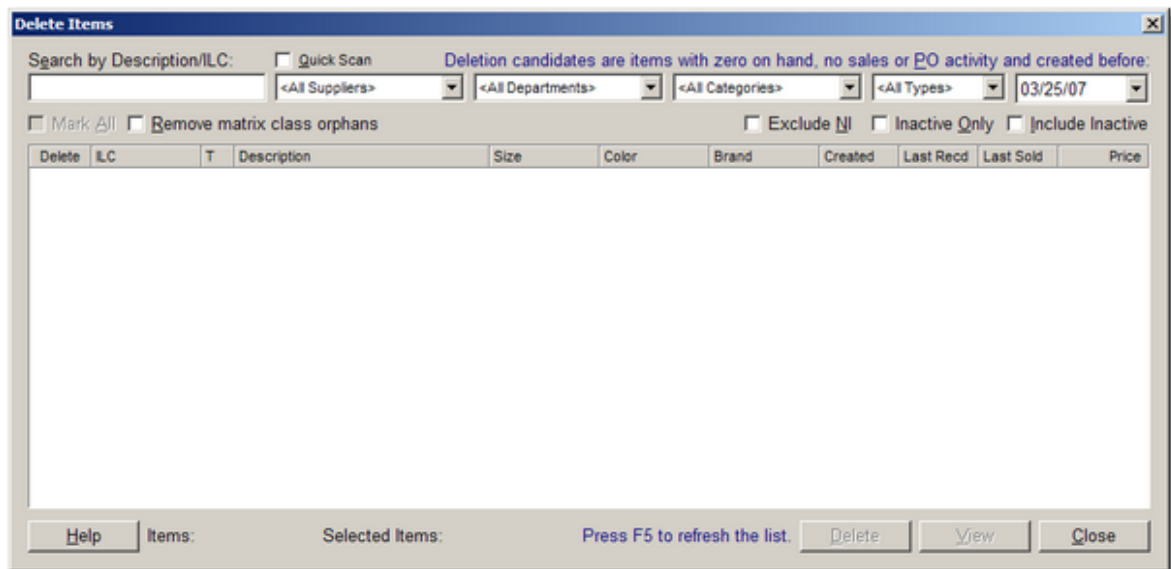 Delete Items
Search by Description/ILC: Quick Scan Deletion candidates are items with zero on hand, no sales or PO activity and created before:
<All Suppliers> <All Departments> <All Categories> <All Types> 03/25/07
Mark All Remove matrix class orphans Exclude NI Inactive Only Include Inactive
Delete ILC T Description Size Color Brand Created Last Recd Last Sold Price
Help Items: Selected Items: Press F5 to refresh the list. Delete View Close